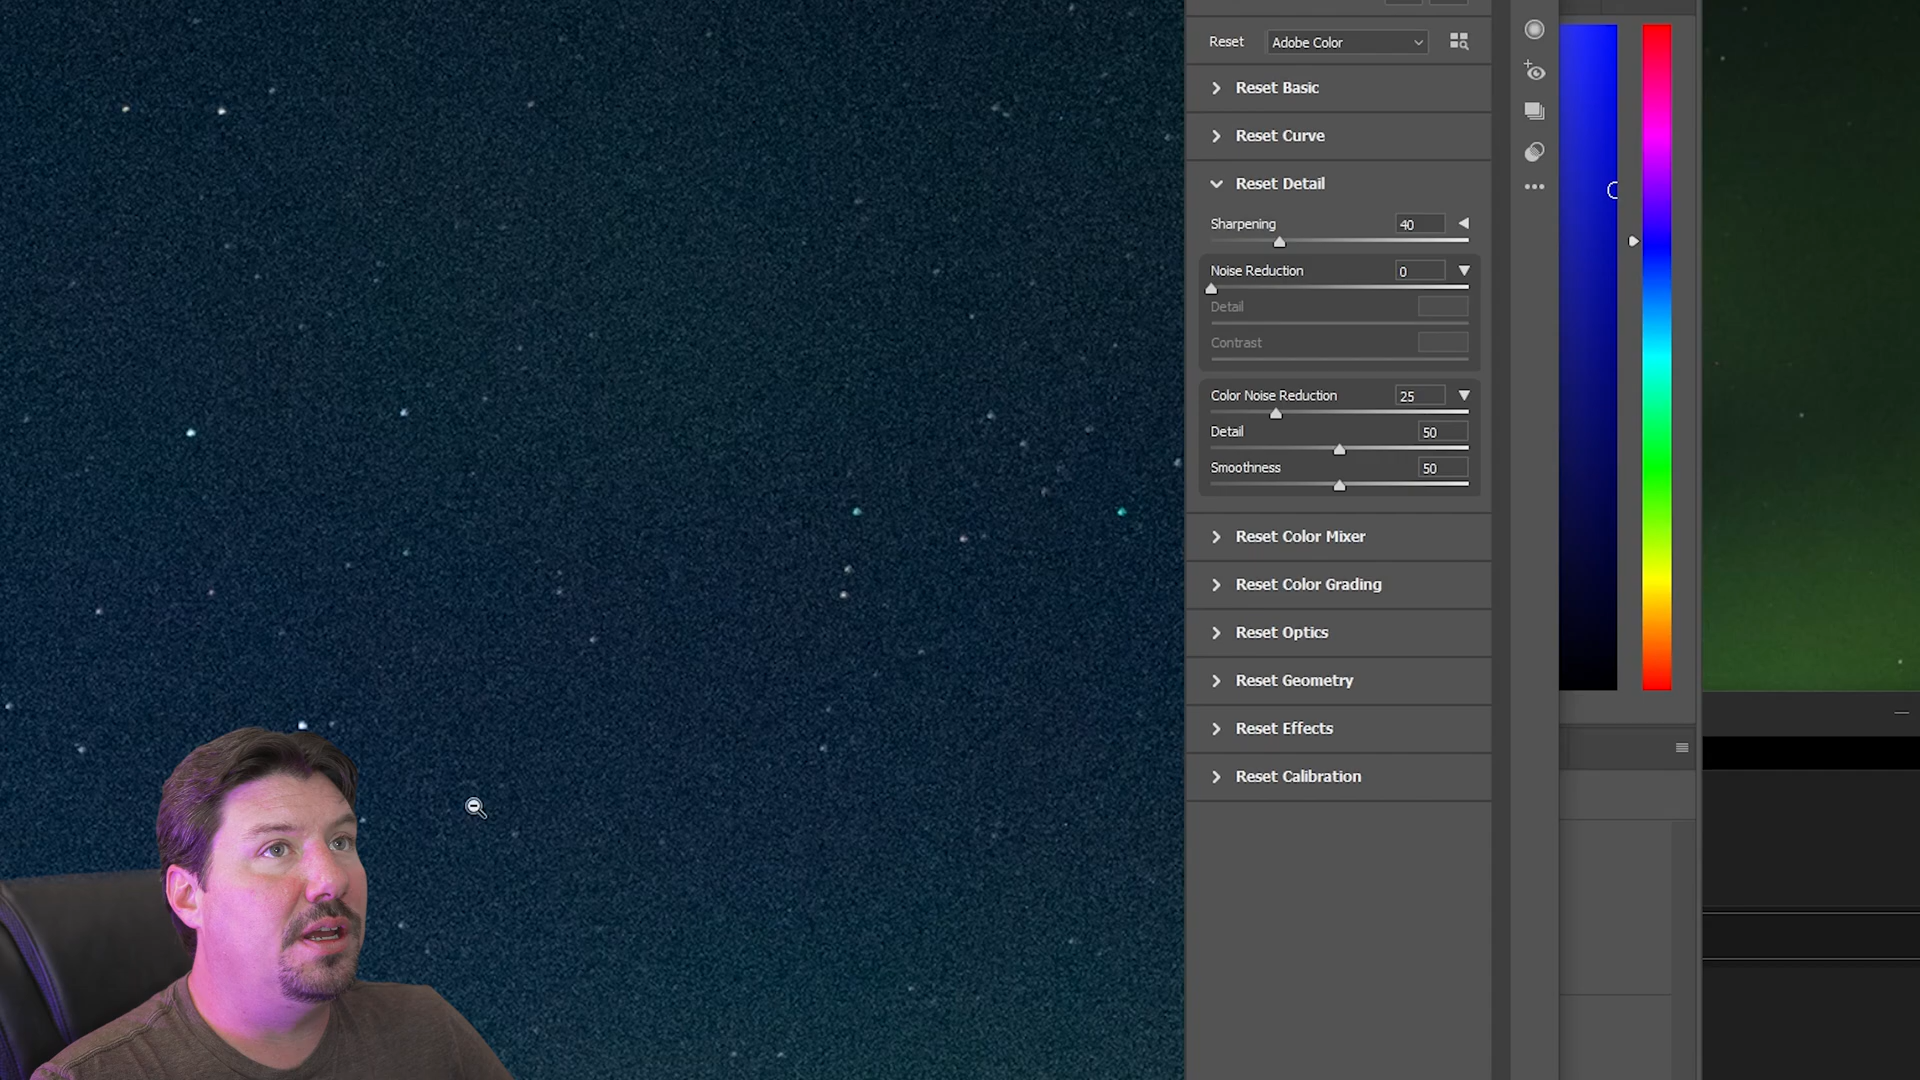 Reset Adobe Color
Reset Basic
Reset Curve
Reset Detail
Sharpening 40
Noise Reduction 0
Detail
Contrast
Color Noise Reduction 25
Detail 50
Smoothness 50
Reset Color Mixer
Reset Color Grading
Reset Optics
Reset Geometry
Reset Effects
Reset Calibration